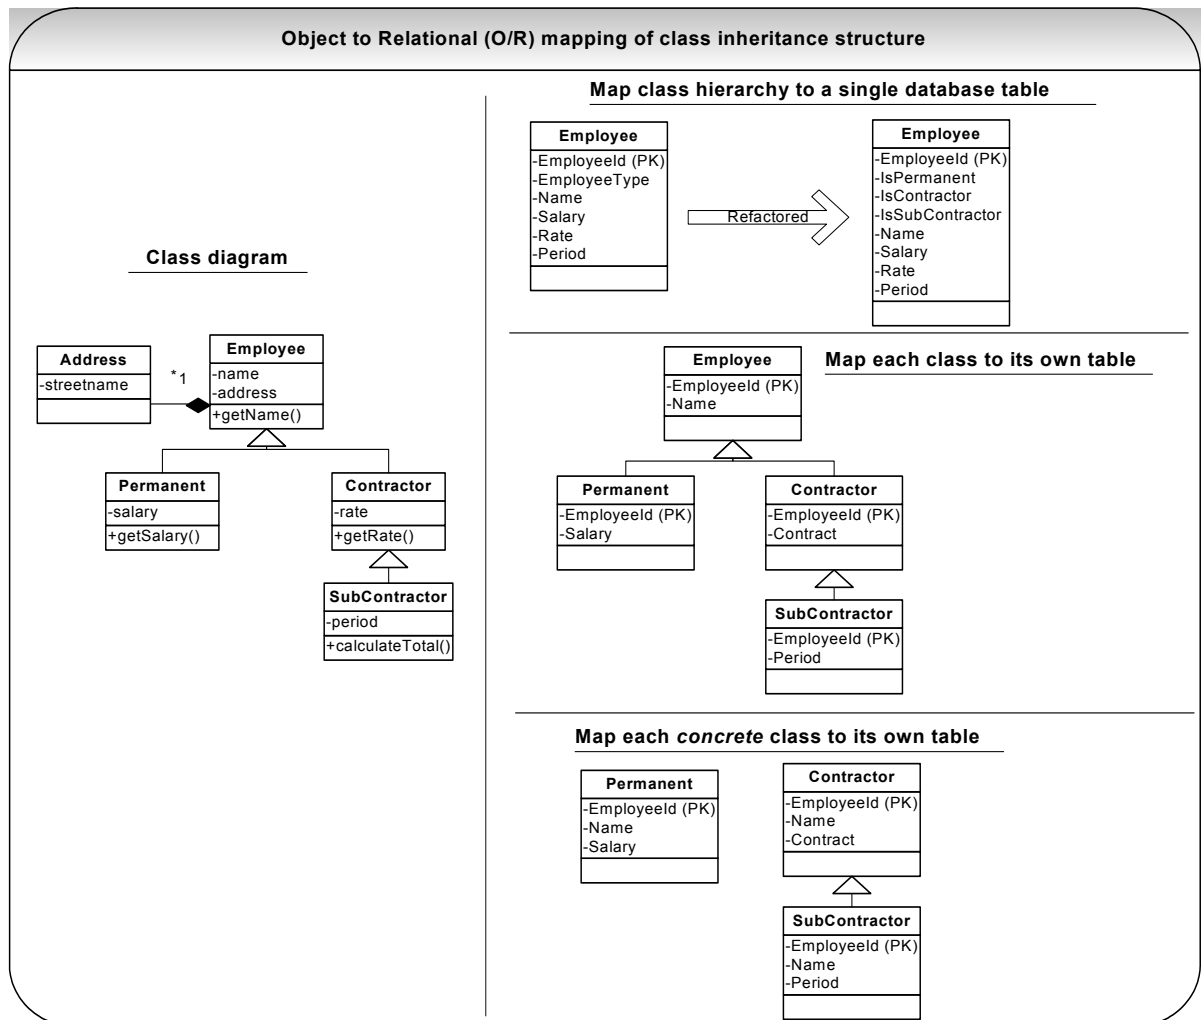 Object to Relational (O/R) mapping of class inheritance structure
Class diagram
Address
-streetname
*
1
Employee
-name
-address
+getName()
Permanent
-salary
+getSalary()
Contractor
-rate
+getRate()
SubContractor
-period
+calculateTotal()
Map class hierarchy to a single database table
Employee
-EmployeeId (PK)
-EmployeeType
-Name
-Salary
-Rate
-Period
Refactored
Employee
-EmployeeId (PK)
-IsPermanent
-IsContractor
-IsSubContractor
-Name
-Salary
-Rate
-Period
Map each class to its own table
Employee
-EmployeeId (PK)
-Name
Permanent
-EmployeeId (PK)
-Salary
Contractor
-EmployeeId (PK)
-Contract
SubContractor
-EmployeeId (PK)
-Period
Map each concrete class to its own table
Permanent
-EmployeeId (PK)
-Name
-Salary
Contractor
-EmployeeId (PK)
-Name
-Contract
SubContractor
-EmployeeId (PK)
-Name
-Period